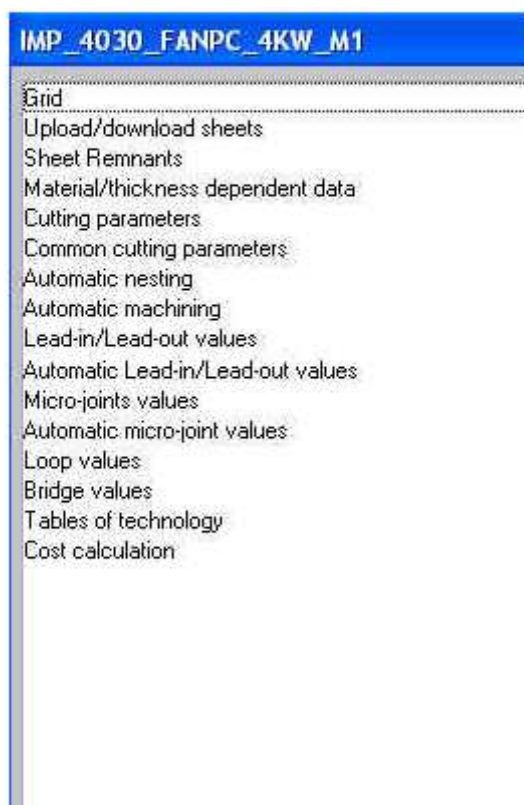 IMP_4030_FANPC_4KW_M1
Grid
Upload/download sheets
Sheet Remnants
Material/thickness dependent data
Cutting parameters
Common cutting parameters
Automatic nesting
Automatic machining
Lead-in/Lead-out values
Automatic Lead-in/Lead-out values
Micro-joints values
Automatic micro-joint values
Loop values
Bridge values
Tables of technology
Cost calculation